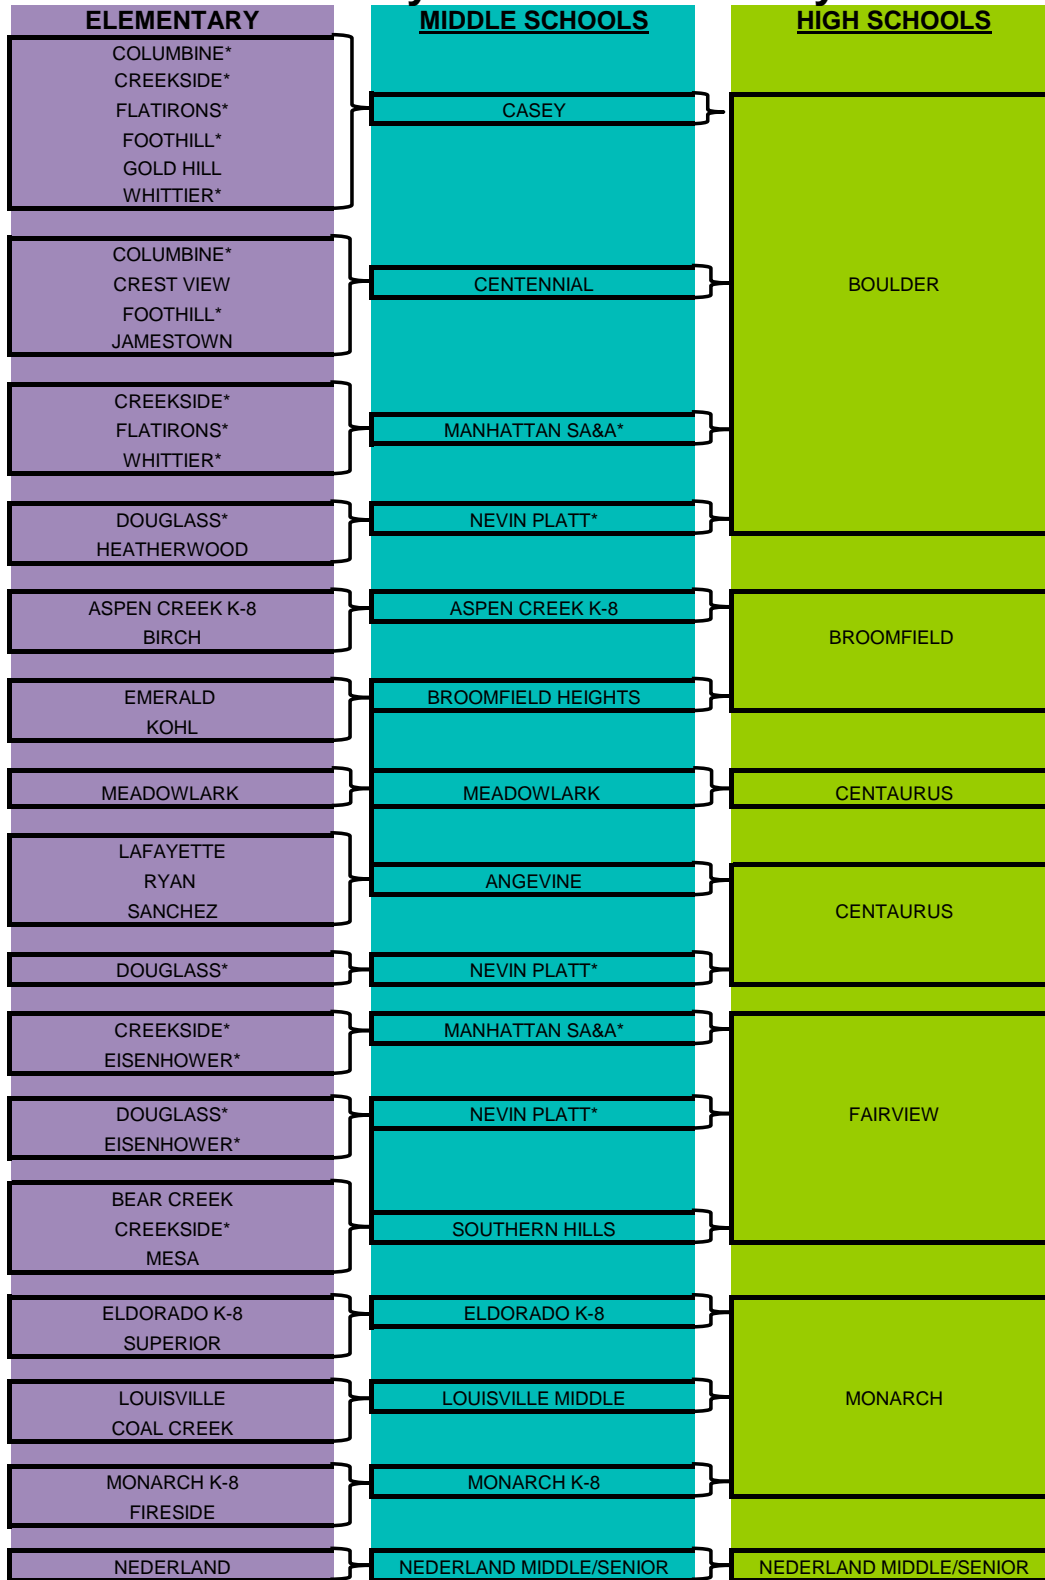 ELEMENTARY
MIDDLE SCHOOLS
HIGH SCHOOLS
COLUMBINE*
CREEKSIDE*
FLATIRONS*
FOOTHILL*
GOLD HILL
WHITTIER*
CASEY
COLUMBINE*
CREST VIEW
FOOTHILL*
JAMESTOWN
CENTENNIAL
BOULDER
CREEKSIDE*
FLATIRONS*
WHITTIER*
MANHATTAN SA&A*
DOUGLASS*
HEATHERWOOD
NEVIN PLATT*
ASPEN CREEK K-8
BIRCH
ASPEN CREEK K-8
BROOMFIELD
EMERALD
KOHL
BROOMFIELD HEIGHTS
MEADOWLARK
MEADOWLARK
CENTAURUS
LAFAYETTE
RYAN
SANCHEZ
ANGEVINE
CENTAURUS
DOUGLASS*
NEVIN PLATT*
CREEKSIDE*
EISENHOWER*
MANHATTAN SA&A*
DOUGLASS*
EISENHOWER*
NEVIN PLATT*
FAIRVIEW
BEAR CREEK
CREEKSIDE*
MESA
SOUTHERN HILLS
ELDORADO K-8
SUPERIOR
ELDORADO K-8
LOUISVILLE
COAL CREEK
LOUISVILLE MIDDLE
MONARCH
MONARCH K-8
FIRESIDE
MONARCH K-8
NEDERLAND
NEDERLAND MIDDLE/SENIOR
NEDERLAND MIDDLE/SENIOR